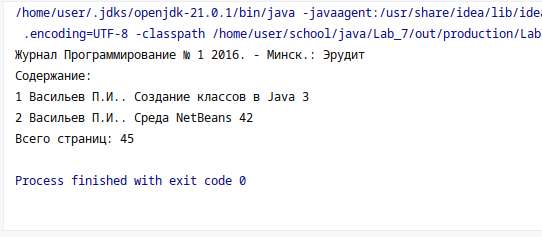 /home/user/.jdks/openjdk-21.0.1/bin/java -javaagent:/usr/share/idea/lib/idea
.encoding=UTF-8 -classpath /home/user/school/java/Lab_7/out/production/Lab
Журнал Программирование № 1 2016. - Минск.: Эрудит
Содержание:
1 Васильев П.И.. Создание классов в Java 3
2 Васильев П.И.. Среда NetBeans 42
Всего страниц: 45
Process finished with exit code 0